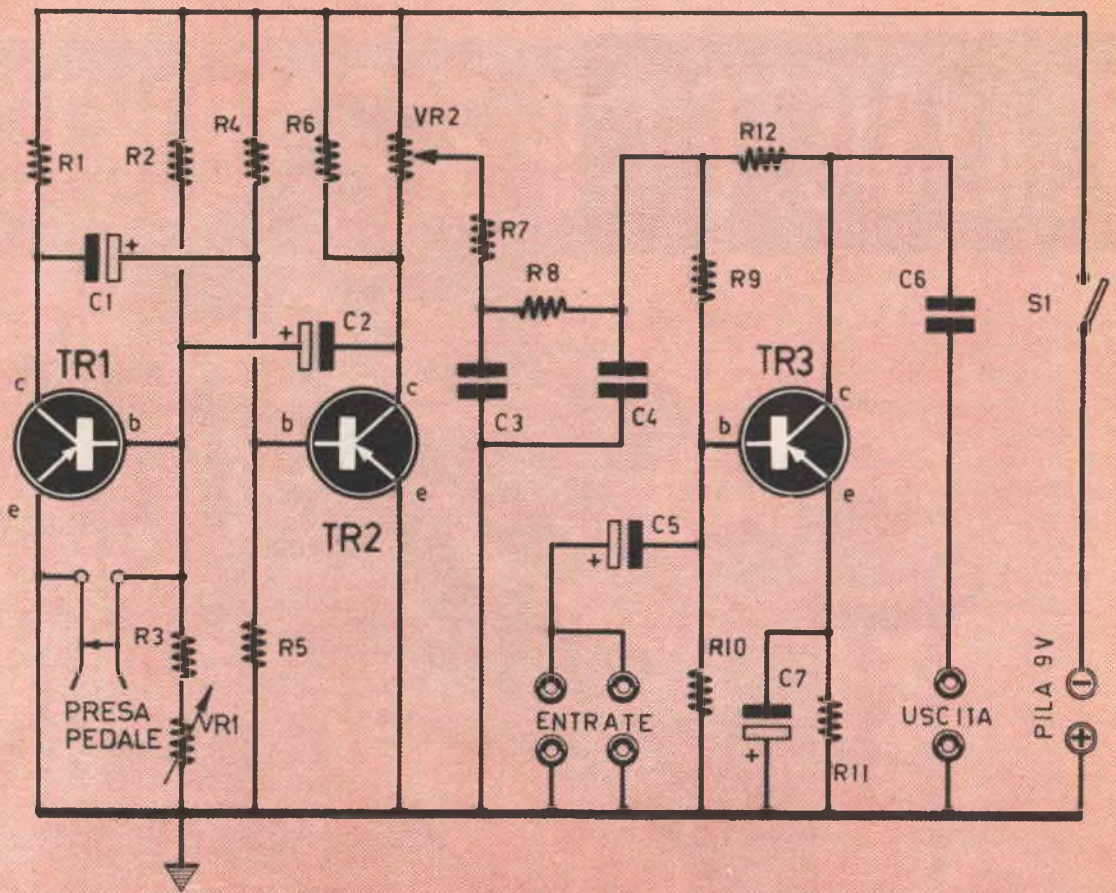 R1
R2
R4
R6
VR2
R12
R7
R8
R9
C6
S1
+
C1
+
C2
TR1
TR3
c
b
b
c
C3
C4
b
c
e
TR2
e
e
C5
+
R3
R5
R10
C7
PRESA
PEDALE
VR1
ENTRATE
+
R11
USCITA
PILA 9V
−
+